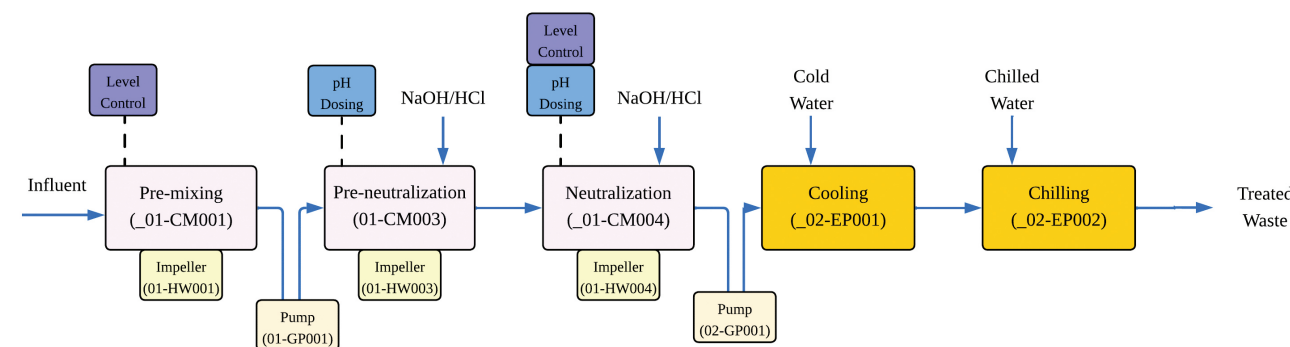 Level
Control
pH
Dosing
NaOH/HCl
Level
Control
pH
Dosing
NaOH/HCl
Cold
Water
Chilled
Water
Influent
Pre-mixing
(_01-CM001)
Impeller
(01-HW001)
Pump
(01-GP001)
Pre-neutralization
(01-CM003)
Impeller
(01-HW003)
Neutralization
(_01-CM004)
Impeller
(01-HW004)
Pump
(02-GP001)
Cooling
(_02-EP001)
Chilling
(_02-EP002)
Treated
Waste